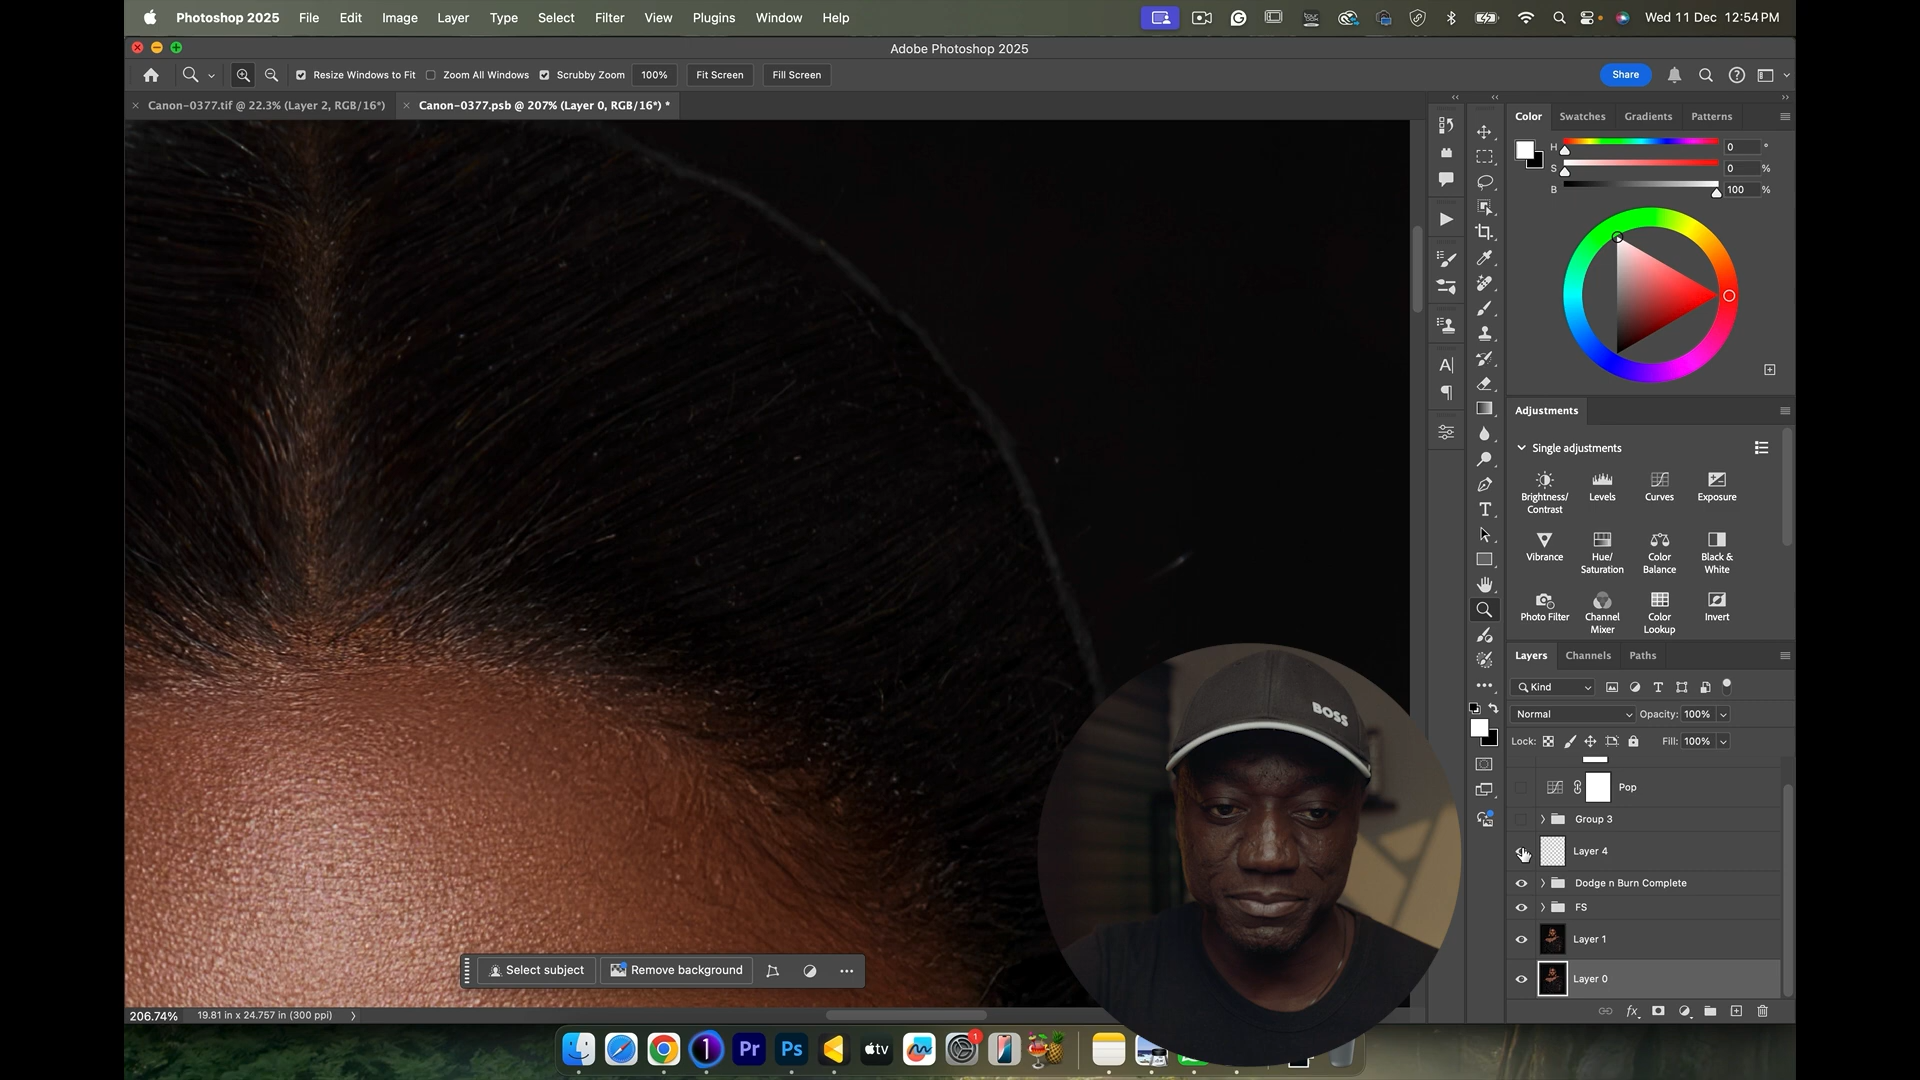 Photoshop 2025 File Edit Image Layer Type Select Filter View Plugins Window Help Wed 11 Dec 12:54 PM
Adobe Photoshop 2025
Resize Windows to Fit Zoom All Windows Scrubby Zoom 100% Fit Screen Fill Screen Share
Canon-0377.tif @ 22.3% (Layer 2, RGB/16*) Canon-0377.psb @ 207% (Layer 0, RGB/16*) *
Color Swatches Gradients Patterns
H 0 °
S 0 %
B 100 %
Adjustments
Single adjustments
Brightness/
Contrast
Levels
Curves
Exposure
Vibrance
Hue/
Saturation
Color
Balance
Black &
White
Photo Filter
Channel
Mixer
Color
Lookup
Invert
Layers Channels Paths
Kind
Normal Opacity: 100%
Lock: Fill: 100%
Pop
Group 3
Layer 4
Dodge n Burn Complete
FS
Layer 1
Layer 0
BOSS
Select subject Remove background
206.74% 19.81 in x 24.757 in (300 ppi)
1 Pr Ps tv 1